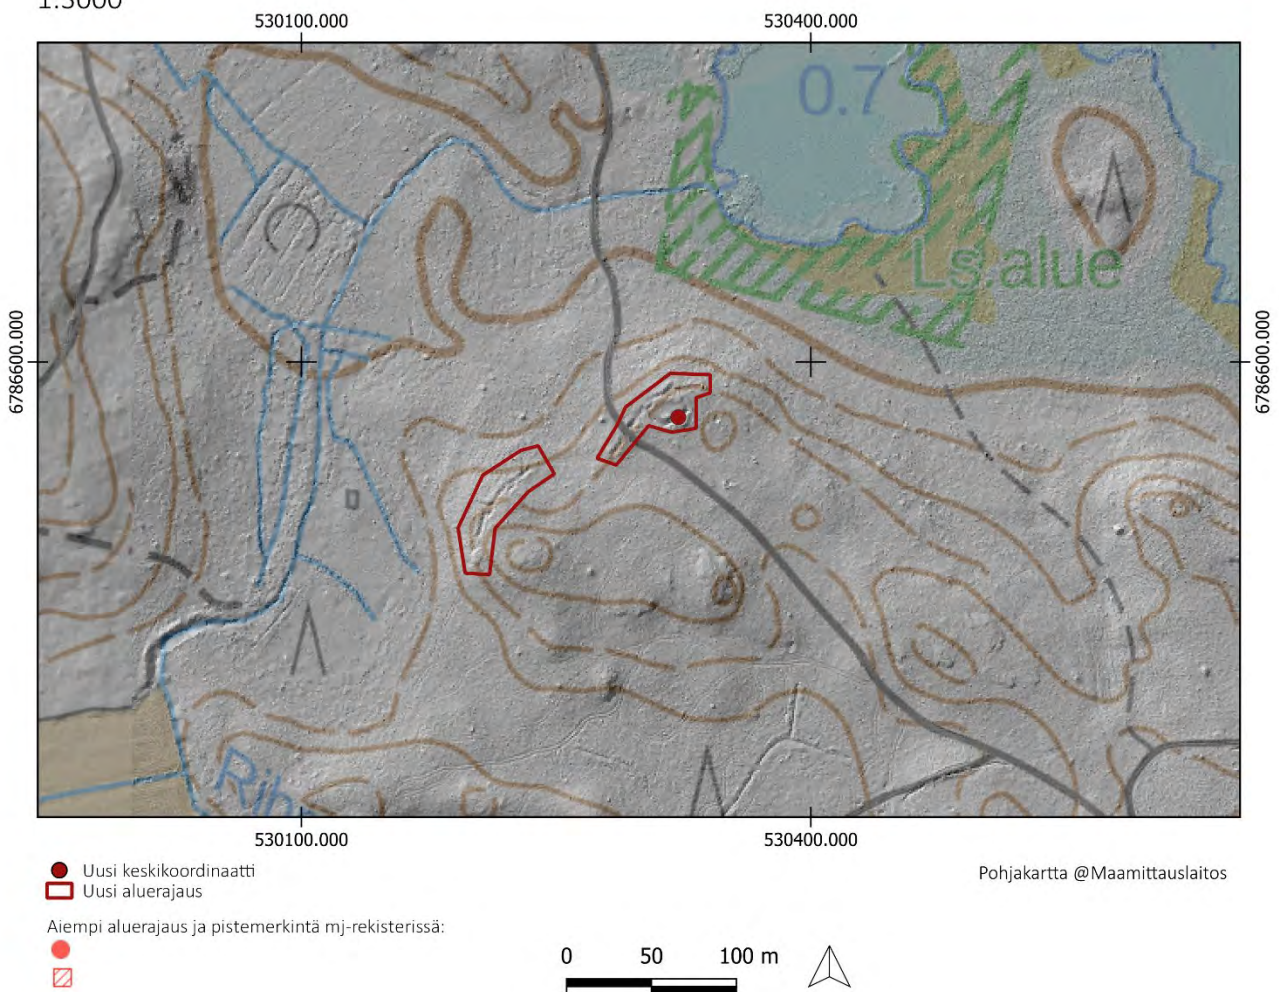 1:3000
530100.000
530400.000
0.7
Ls.alue
6786600.000
6786600.000
530100.000
530400.000
Uusi keskikoordinaatti
Uusi aluerajaus
Pohjakartta @Maamittauslaitos
Aiempi aluerajaus ja pistemerkintä mj-rekisterissä:
0 50 100 m